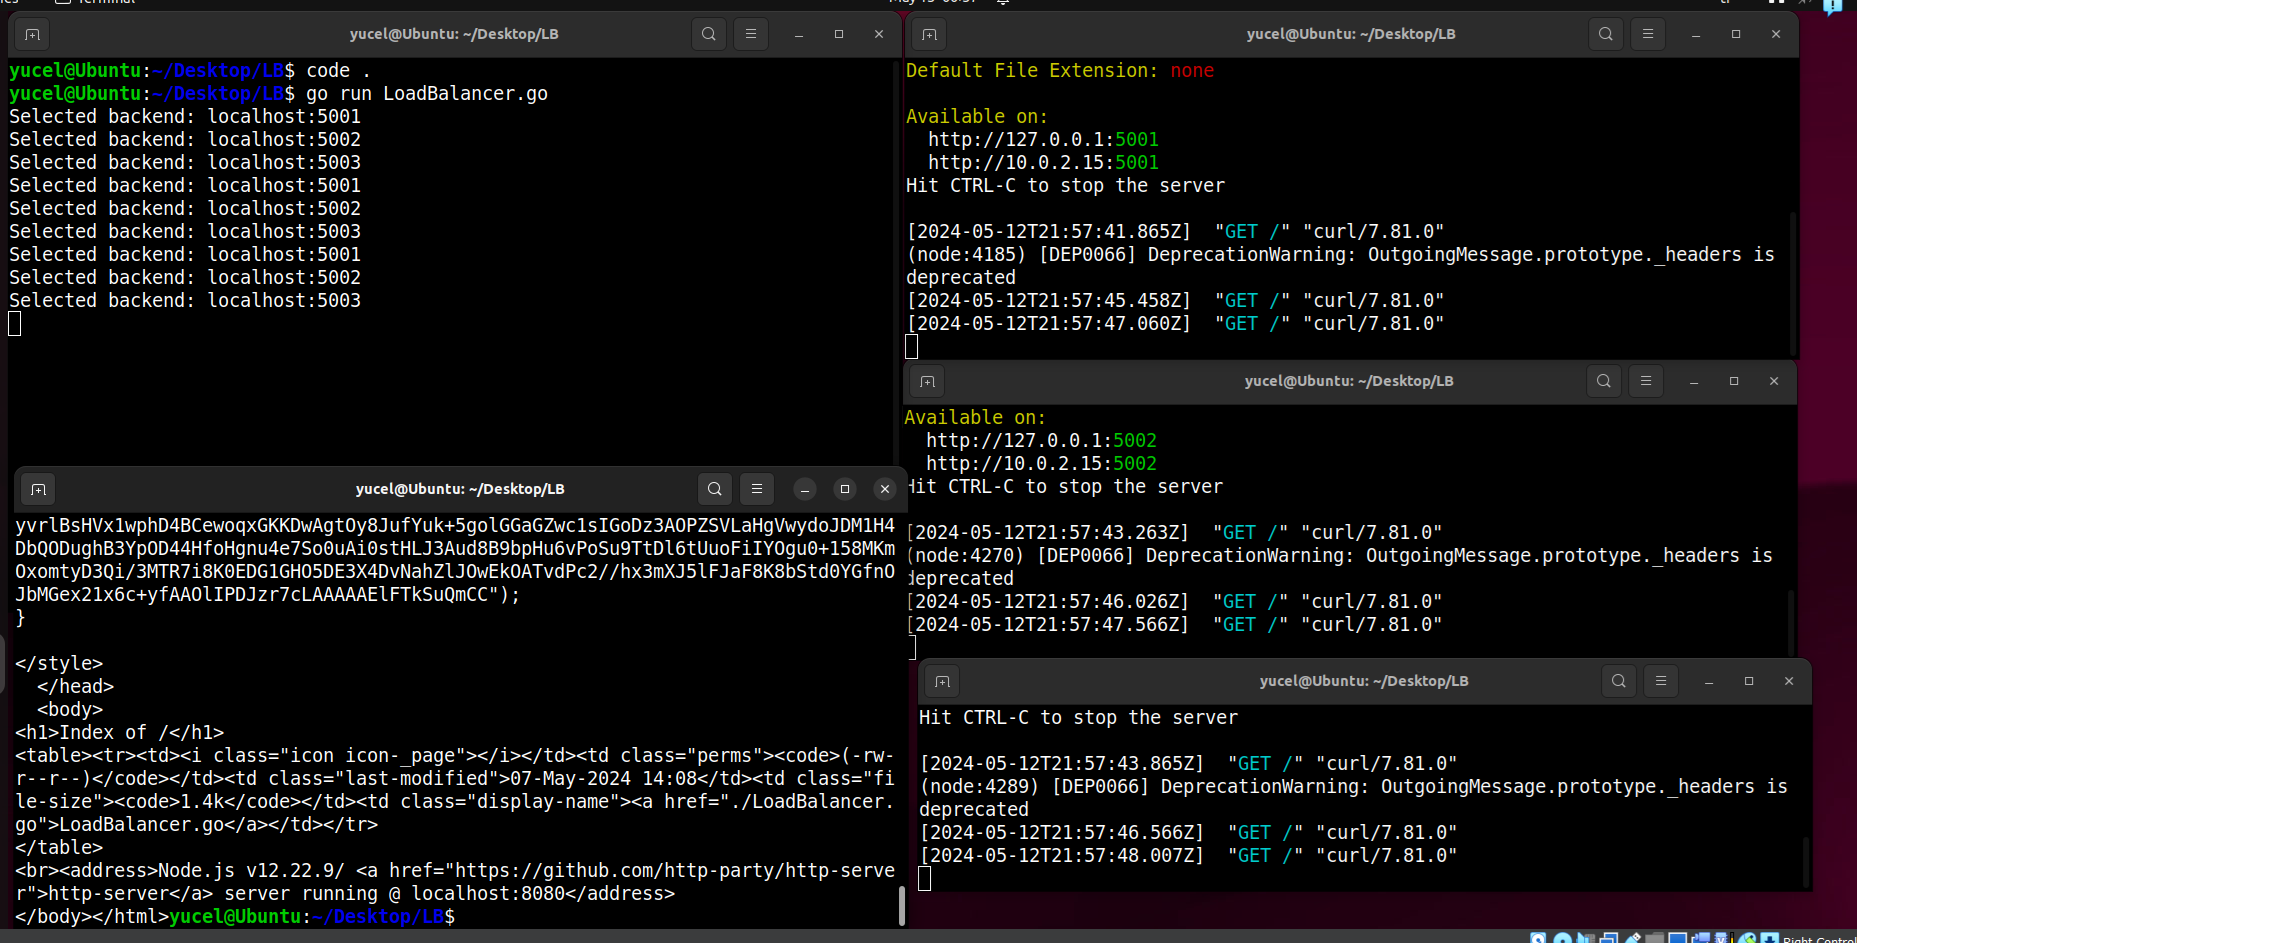 Terminal
yucel@Ubuntu: ~/Desktop/LB
yucel@Ubuntu:~/Desktop/LB$ code .
yucel@Ubuntu:~/Desktop/LB$ go run LoadBalancer.go
Selected backend: localhost:5001
Selected backend: localhost:5002
Selected backend: localhost:5003
Selected backend: localhost:5001
Selected backend: localhost:5002
Selected backend: localhost:5003
Selected backend: localhost:5001
Selected backend: localhost:5002
Selected backend: localhost:5003
yucel@Ubuntu: ~/Desktop/LB
yvrlBsHVx1wphD4BCewoqxGKKDwAgtOy8JufYuk+5golGGaGZwc1sIGoDz3AOPZSVLaHgVwydoJDM1H4
DbQODughB3YpOD44HfoHgnu4e7So0uAi0stHLJ3Aud8B9bpHu6vPoSu9TtDl6tUuoFiIYOgu0+158MKm
OxomtyD3Qi/3MTR7i8K0EDG1GHO5DE3X4DvNahZlJOwEkOATvdPc2//hx3mXJ5lFJaF8K8bStd0YGfnO
JbMGex21x6c+yfAAOlIPDJzr7cLAAAAAElFTkSuQmCC");
}
</style>
</head>
<body>
<h1>Index of /</h1>
<table><tr><td><i class="icon icon-_page"></i></td><td class="perms"><code>(-rw-
r--r--)</code></td><td class="last-modified">07-May-2024 14:08</td><td class="fi
le-size"><code>1.4k</code></td><td class="display-name"><a href="./LoadBalancer.
go">LoadBalancer.go</a></td></tr>
</table>
<br><address>Node.js v12.22.9/ <a href="https://github.com/http-party/http-serve
r">http-server</a> server running @ localhost:8080</address>
</body></html>yucel@Ubuntu:~/Desktop/LB$
yucel@Ubuntu: ~/Desktop/LB
Default File Extension: none
Available on:
http://127.0.0.1:5001
http://10.0.2.15:5001
Hit CTRL-C to stop the server
[2024-05-12T21:57:41.865Z]  "GET /" "curl/7.81.0"
(node:4185) [DEP0066] DeprecationWarning: OutgoingMessage.prototype._headers is
deprecated
[2024-05-12T21:57:45.458Z]  "GET /" "curl/7.81.0"
[2024-05-12T21:57:47.060Z]  "GET /" "curl/7.81.0"
yucel@Ubuntu: ~/Desktop/LB
Available on:
http://127.0.0.1:5002
http://10.0.2.15:5002
Hit CTRL-C to stop the server
[2024-05-12T21:57:43.263Z]  "GET /" "curl/7.81.0"
(node:4270) [DEP0066] DeprecationWarning: OutgoingMessage.prototype._headers is
deprecated
[2024-05-12T21:57:46.026Z]  "GET /" "curl/7.81.0"
[2024-05-12T21:57:47.566Z]  "GET /" "curl/7.81.0"
yucel@Ubuntu: ~/Desktop/LB
Hit CTRL-C to stop the server
[2024-05-12T21:57:43.865Z]  "GET /" "curl/7.81.0"
(node:4289) [DEP0066] DeprecationWarning: OutgoingMessage.prototype._headers is
deprecated
[2024-05-12T21:57:46.566Z]  "GET /" "curl/7.81.0"
[2024-05-12T21:57:48.007Z]  "GET /" "curl/7.81.0"
Right Control